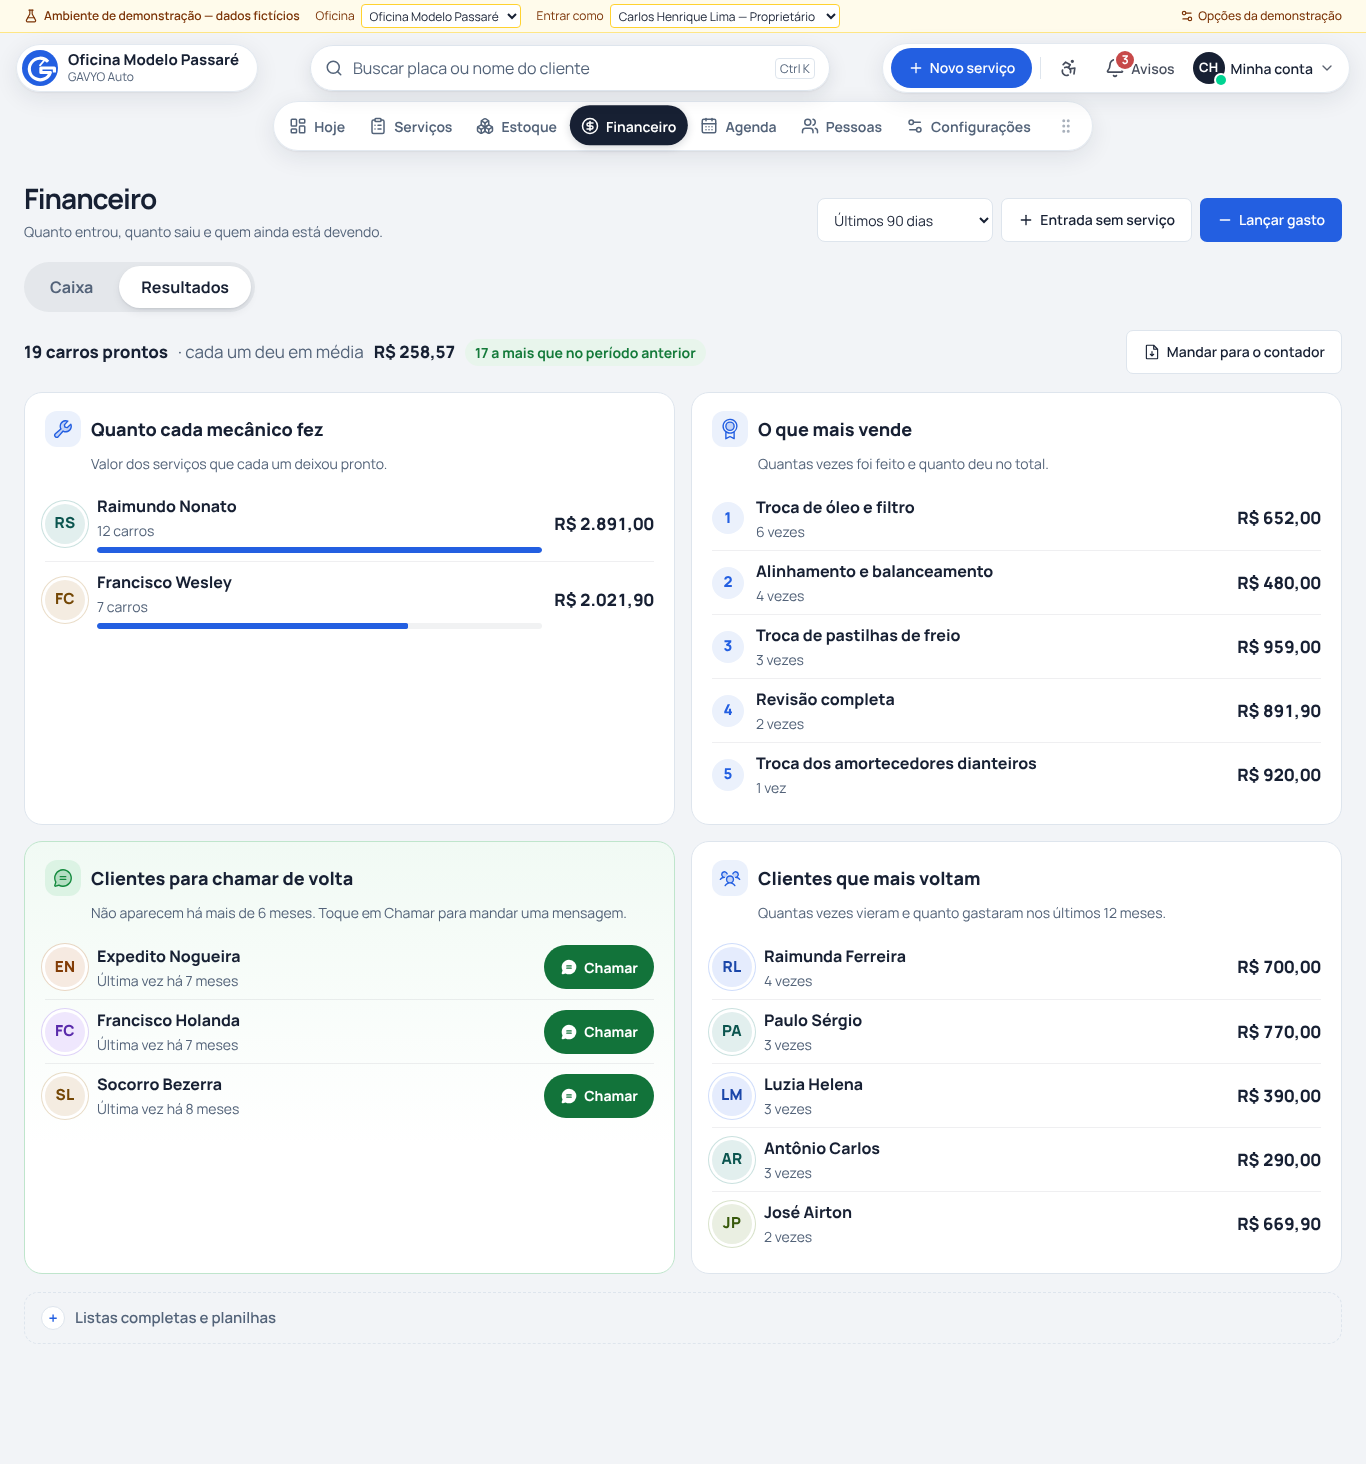 Ambiente de demonstração — dados fictícios Oficina Oficina Modelo Passaré Entrar como Carlos Henrique Lima — Proprietário Opções da demonstração
Oficina Modelo Passaré
GAVYO Auto
Buscar placa ou nome do cliente Ctrl K
Novo serviço 3 Avisos CH Minha conta
Hoje Serviços Estoque Financeiro Agenda Pessoas Configurações
Financeiro
Quanto entrou, quanto saiu e quem ainda está devendo.
Últimos 90 dias Entrada sem serviço Lançar gasto
Caixa Resultados
19 carros prontos · cada um deu em média R$ 258,57 17 a mais que no período anterior Mandar para o contador
Quanto cada mecânico fez
Valor dos serviços que cada um deixou pronto.
RS Raimundo Nonato R$ 2.891,00
12 carros
FC Francisco Wesley R$ 2.021,90
7 carros
O que mais vende
Quantas vezes foi feito e quanto deu no total.
1 Troca de óleo e filtro R$ 652,00
6 vezes
2 Alinhamento e balanceamento R$ 480,00
4 vezes
3 Troca de pastilhas de freio R$ 959,00
3 vezes
4 Revisão completa R$ 891,90
2 vezes
5 Troca dos amortecedores dianteiros R$ 920,00
1 vez
Clientes para chamar de volta
Não aparecem há mais de 6 meses. Toque em Chamar para mandar uma mensagem.
EN Expedito Nogueira Chamar
Última vez há 7 meses
FC Francisco Holanda Chamar
Última vez há 7 meses
SL Socorro Bezerra Chamar
Última vez há 8 meses
Clientes que mais voltam
Quantas vezes vieram e quanto gastaram nos últimos 12 meses.
RL Raimunda Ferreira R$ 700,00
4 vezes
PA Paulo Sérgio R$ 770,00
3 vezes
LM Luzia Helena R$ 390,00
3 vezes
AR Antônio Carlos R$ 290,00
3 vezes
JP José Airton R$ 669,90
2 vezes
Listas completas e planilhas